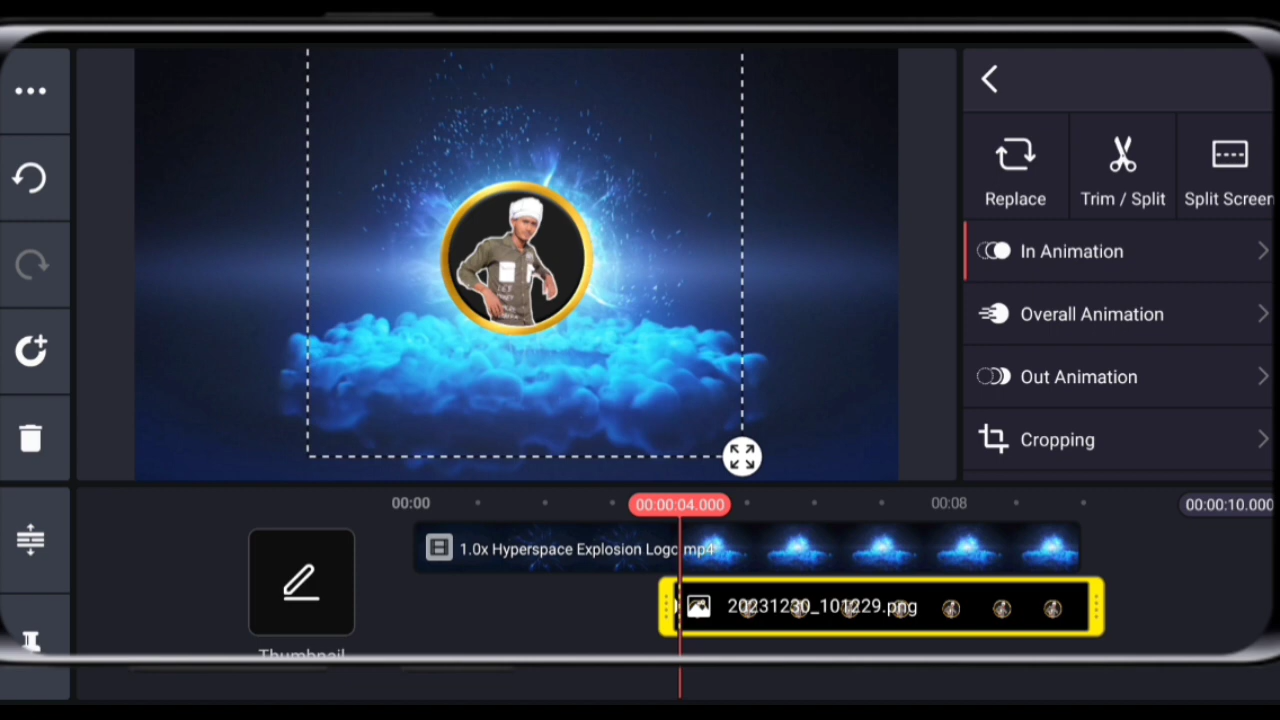 Replace
Trim / Split
Split Screen
In Animation
Overall Animation
Out Animation
Cropping
00:00
00:00:04.000
00:08
00:00:10.000
1.0x Hyperspace Explosion Logo.mp4
20231230_101229.png
Thumbnail